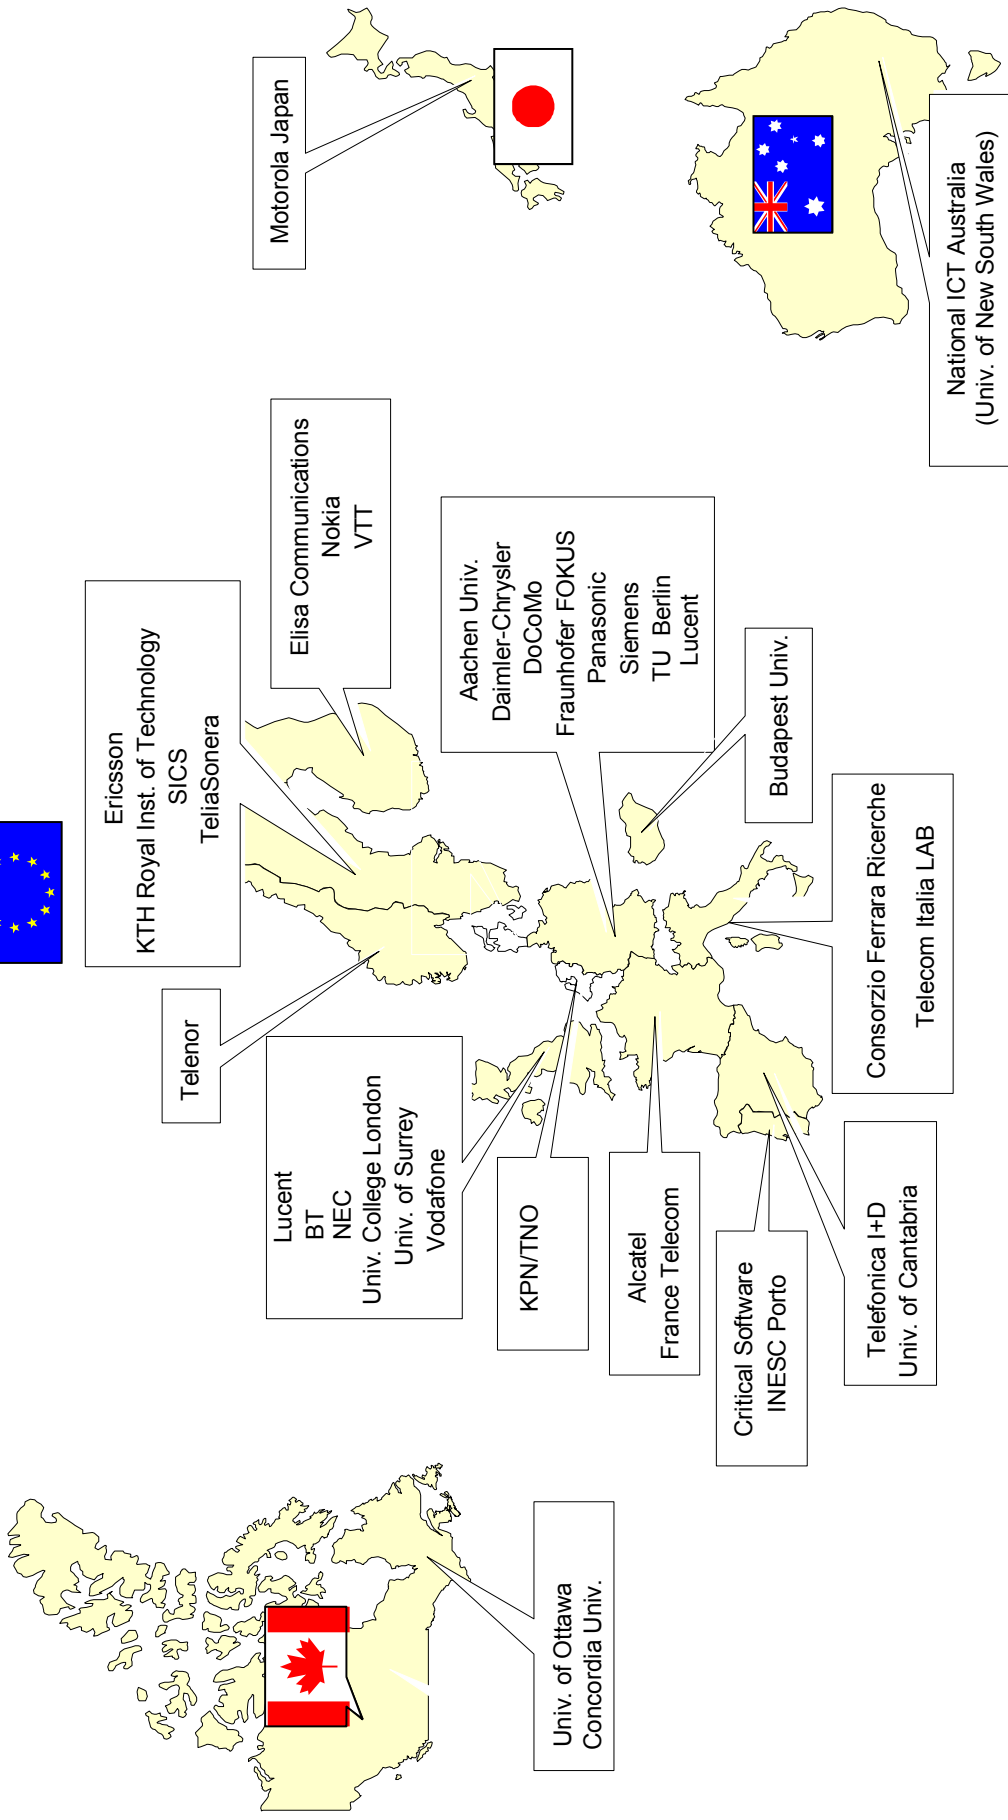 Ericsson
KTH Royal Inst. of Technology
SICS
TeliaSonera
Telenor
Elisa Communications
Nokia
VTT
Motorola Japan
Lucent
BT
NEC
Univ. College London
Univ. of Surrey
Vodafone
Aachen Univ.
Daimler-Chrysler
DoCoMo
Fraunhofer FOKUS
Panasonic
Siemens
TU Berlin
Lucent
KPN/TNO
Univ. of Ottawa
Concordia Univ.
Alcatel
France Telecom
Budapest Univ.
Critical Software
INESC Porto
Telefonica I+D
Univ. of Cantabria
Consorzio Ferrara Ricerche
Telecom Italia LAB
National ICT Australia
(Univ. of New South Wales)